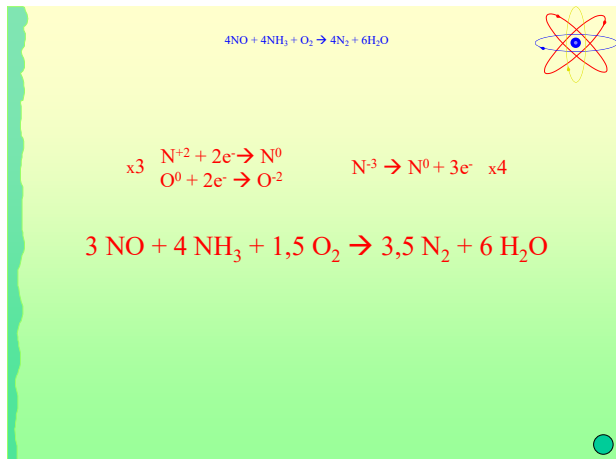 4NO + 4NH₃ + O₂ → 4N₂ + 6H₂O
x3 N⁺² + 2e⁻ → N⁰
O⁰ + 2e⁻ → O⁻²
N⁻³ → N⁰ + 3e⁻ x4
3 NO + 4 NH₃ + 1,5 O₂ → 3,5 N₂ + 6 H₂O